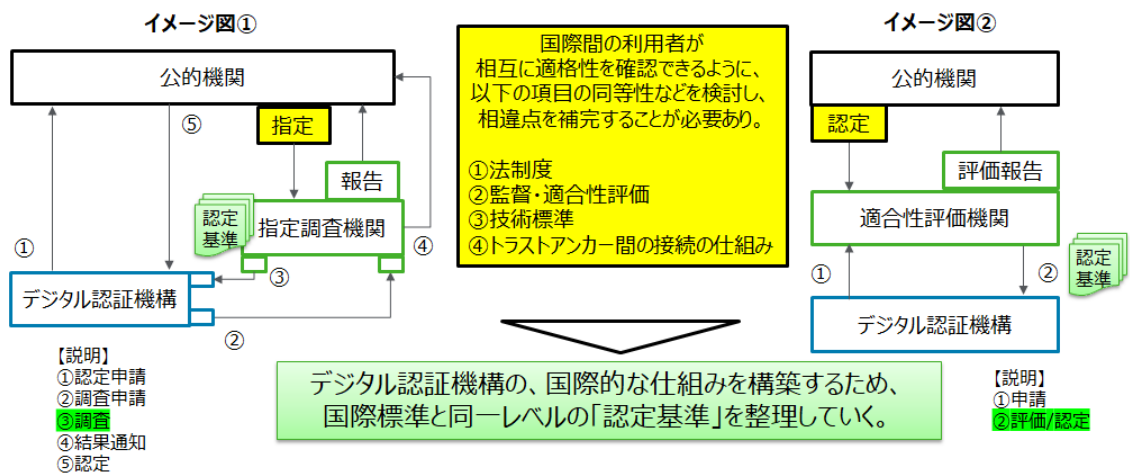 イメージ図①
公的機関
⑤
指定
報告
認定
基準
指定調査機関
①
④
③
デジタル認証機構
②
【説明】
①認定申請
②調査申請
③調査
④結果通知
⑤認定
国際間の利用者が
相互に適格性を確認できるように、
以下の項目の同等性などを検討し、
相違点を補完することが必要あり。
①法制度
②監督・適合性評価
③技術標準
④トラストアンカー間の接続の仕組み
デジタル認証機構の、国際的な仕組みを構築するため、
国際標準と同一レベルの「認定基準」を整理していく。
イメージ図②
公的機関
認定
評価報告
適合性評価機関
①
②
認定
基準
デジタル認証機構
【説明】
①申請
②評価/認定